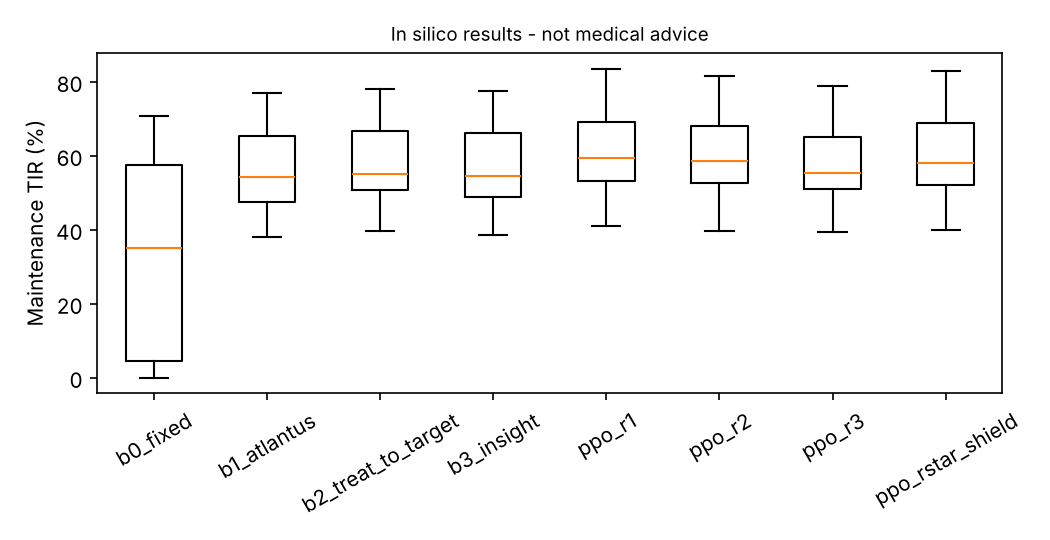 In silico results - not medical advice
Maintenance TIR (%)
80
60
40
20
0
b0_fixed
b1_atlantus
b2_treat_to_target
b3_insight
ppo_r1
ppo_r2
ppo_r3
ppo_rstar_shield